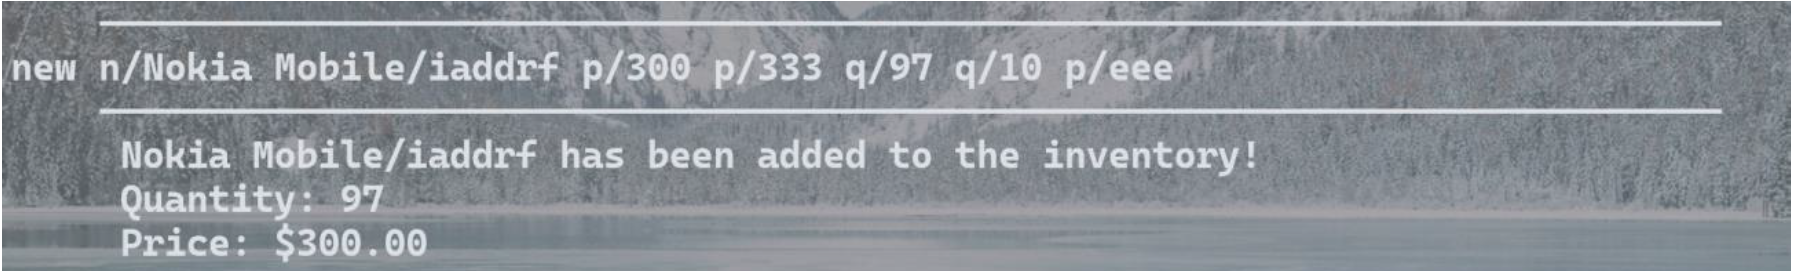 new n/Nokia Mobile/iaddrf p/300 p/333 q/97 q/10 p/eee
Nokia Mobile/iaddrf has been added to the inventory!
Quantity: 97
Price: $300.00